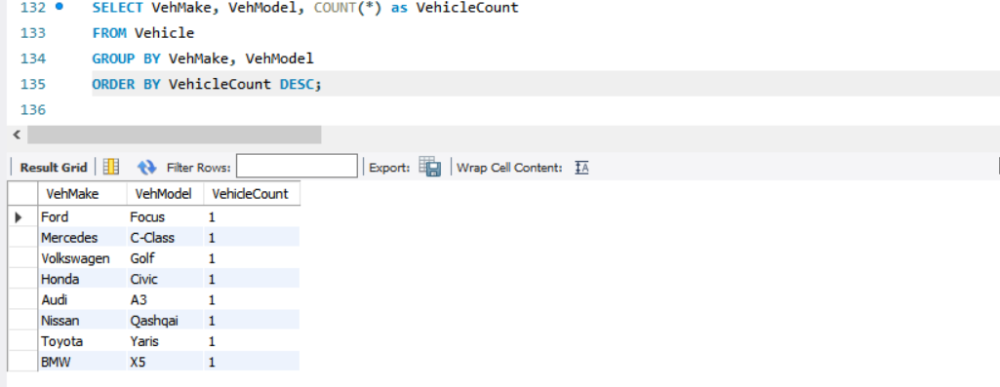 132 SELECT VehMake, VehModel, COUNT(*) as VehicleCount
133 FROM Vehicle
134 GROUP BY VehMake, VehModel
135 ORDER BY VehicleCount DESC;
136
Result Grid Filter Rows: Export: Wrap Cell Content: IA
VehMake VehModel VehicleCount
Ford Focus 1
Mercedes C-Class 1
Volkswagen Golf 1
Honda Civic 1
Audi A3 1
Nissan Qashqai 1
Toyota Yaris 1
BMW X5 1